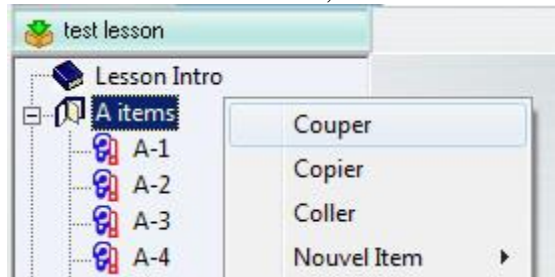 test lesson
Lesson Intro
A items
A-1
A-2
A-3
A-4
Couper
Copier
Coller
Nouvel Item